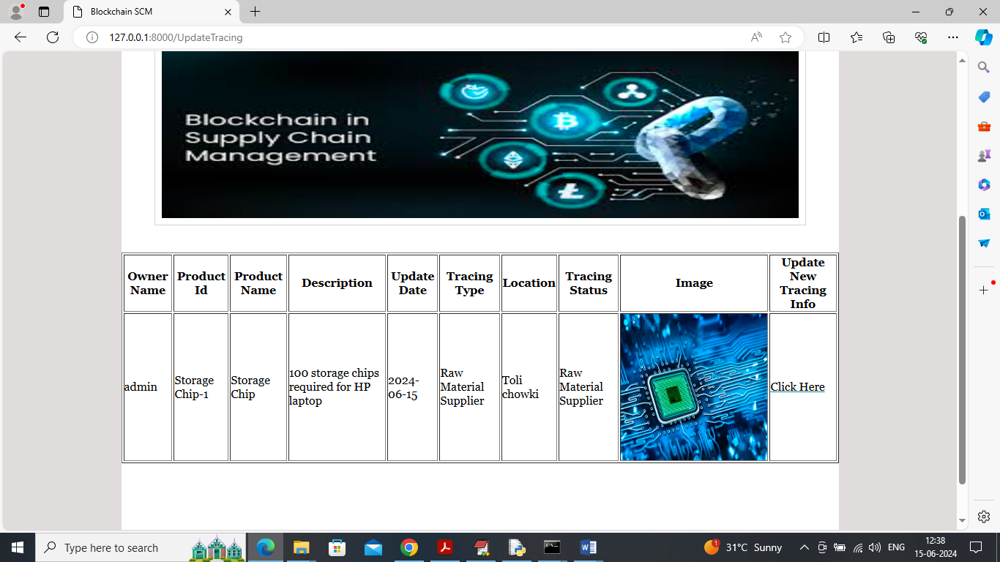 Blockchain SCM
127.0.0.1:8000/UpdateTracing
Blockchain in
Supply Chain
Management
Owner Name
Product Id
Product Name
Description
Update Date
Tracing Type
Location
Tracing Status
Image
Update New Tracing Info
admin
Storage Chip-1
Storage Chip
100 storage chips
required for HP
laptop
2024-
06-15
Raw
Material
Supplier
Toli
chowki
Raw
Material
Supplier
Click Here
Type here to search
1
31°C Sunny
ENG
12:38
15-06-2024